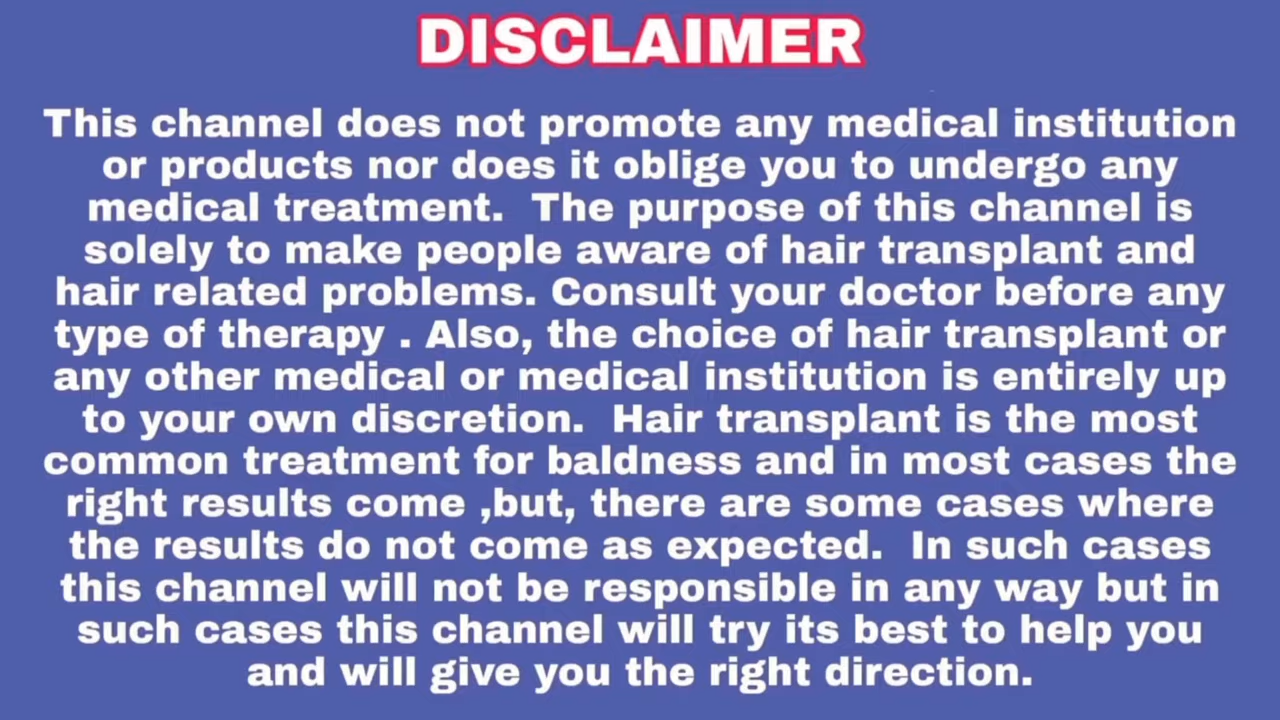 DISCLAIMER
This channel does not promote any medical institution
or products nor does it oblige you to undergo any
medical treatment.  The purpose of this channel is
solely to make people aware of hair transplant and
hair related problems. Consult your doctor before any
type of therapy . Also, the choice of hair transplant or
any other medical or medical institution is entirely up
to your own discretion.  Hair transplant is the most
common treatment for baldness and in most cases the
right results come ,but, there are some cases where
the results do not come as expected.  In such cases
this channel will not be responsible in any way but in
such cases this channel will try its best to help you
and will give you the right direction.